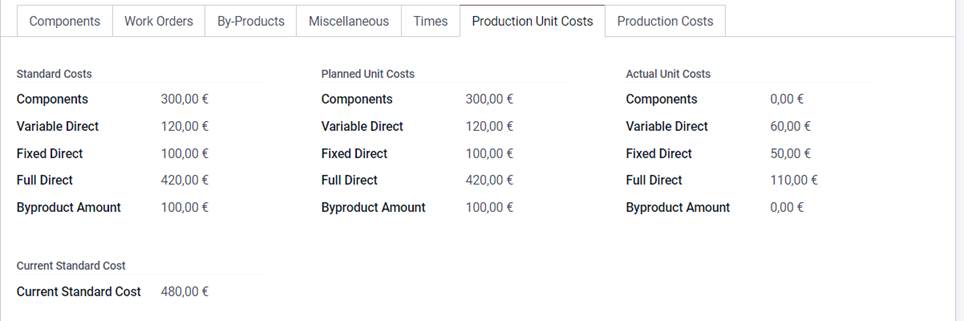 Components Work Orders By-Products Miscellaneous Times Production Unit Costs Production Costs
Standard Costs Planned Unit Costs Actual Unit Costs
Components 300,00 € Components 300,00 € Components 0,00 €
Variable Direct 120,00 € Variable Direct 120,00 € Variable Direct 60,00 €
Fixed Direct 100,00 € Fixed Direct 100,00 € Fixed Direct 50,00 €
Full Direct 420,00 € Full Direct 420,00 € Full Direct 110,00 €
Byproduct Amount 100,00 € Byproduct Amount 100,00 € Byproduct Amount 0,00 €
Current Standard Cost
Current Standard Cost 480,00 €